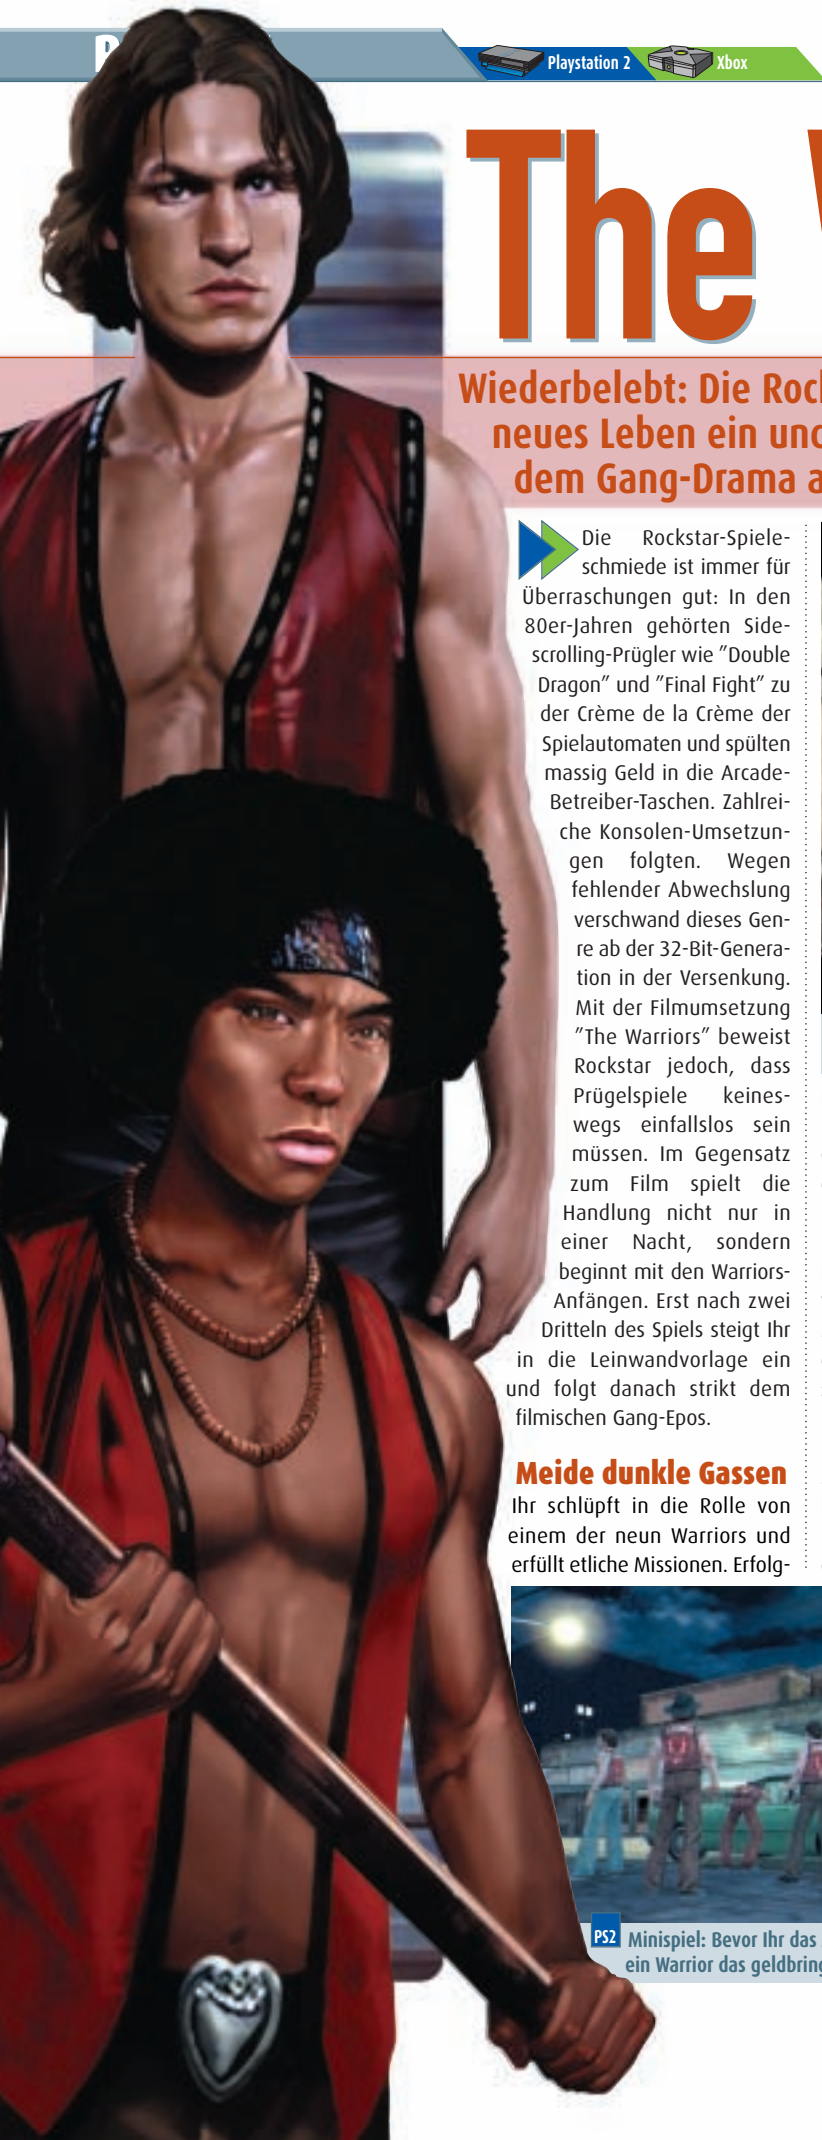 Playstation 2
Xbox
The
Wiederbelebt: Die Rock
neues Leben ein und
dem Gang-Drama a
Die Rockstar-Spiele-
schmiede ist immer für
Überraschungen gut: In den
80er-Jahren gehörten Side-
scrolling-Prügler wie ”Double
Dragon” und ”Final Fight” zu
der Crème de la Crème der
Spielautomaten und spülten
massig Geld in die Arcade-
Betreiber-Taschen. Zahlrei-
che Konsolen-Umsetzun-
gen folgten. Wegen
fehlender Abwechslung
verschwand dieses Gen-
re ab der 32-Bit-Genera-
tion in der Versenkung.
Mit der Filmumsetzung
”The Warriors” beweist
Rockstar jedoch, dass
Prügelspiele keines-
wegs einfallslos sein
müssen. Im Gegensatz
zum Film spielt die
Handlung nicht nur in
einer Nacht, sondern
beginnt mit den Warriors-
Anfängen. Erst nach zwei
Dritteln des Spiels steigt Ihr
in die Leinwandvorlage ein
und folgt danach strikt dem
filmischen Gang-Epos.
Meide dunkle Gassen
Ihr schlüpft in die Rolle von
einem der neun Warriors und
erfüllt etliche Missionen. Erfolg-
PS2 Minispiel: Bevor Ihr das
ein Warrior das geldbring